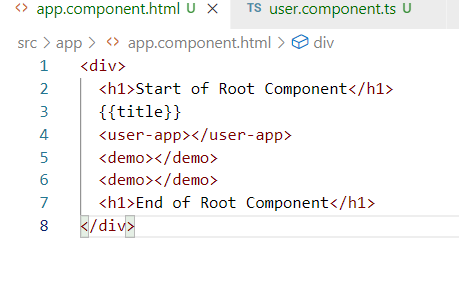 <> app.component.html U × TS user.component.ts U
src > app > <> app.component.html > div
1 <div>
2 <h1>Start of Root Component</h1>
3 {{title}}
4 <user-app></user-app>
5 <demo></demo>
6 <demo></demo>
7 <h1>End of Root Component</h1>
8 </div>